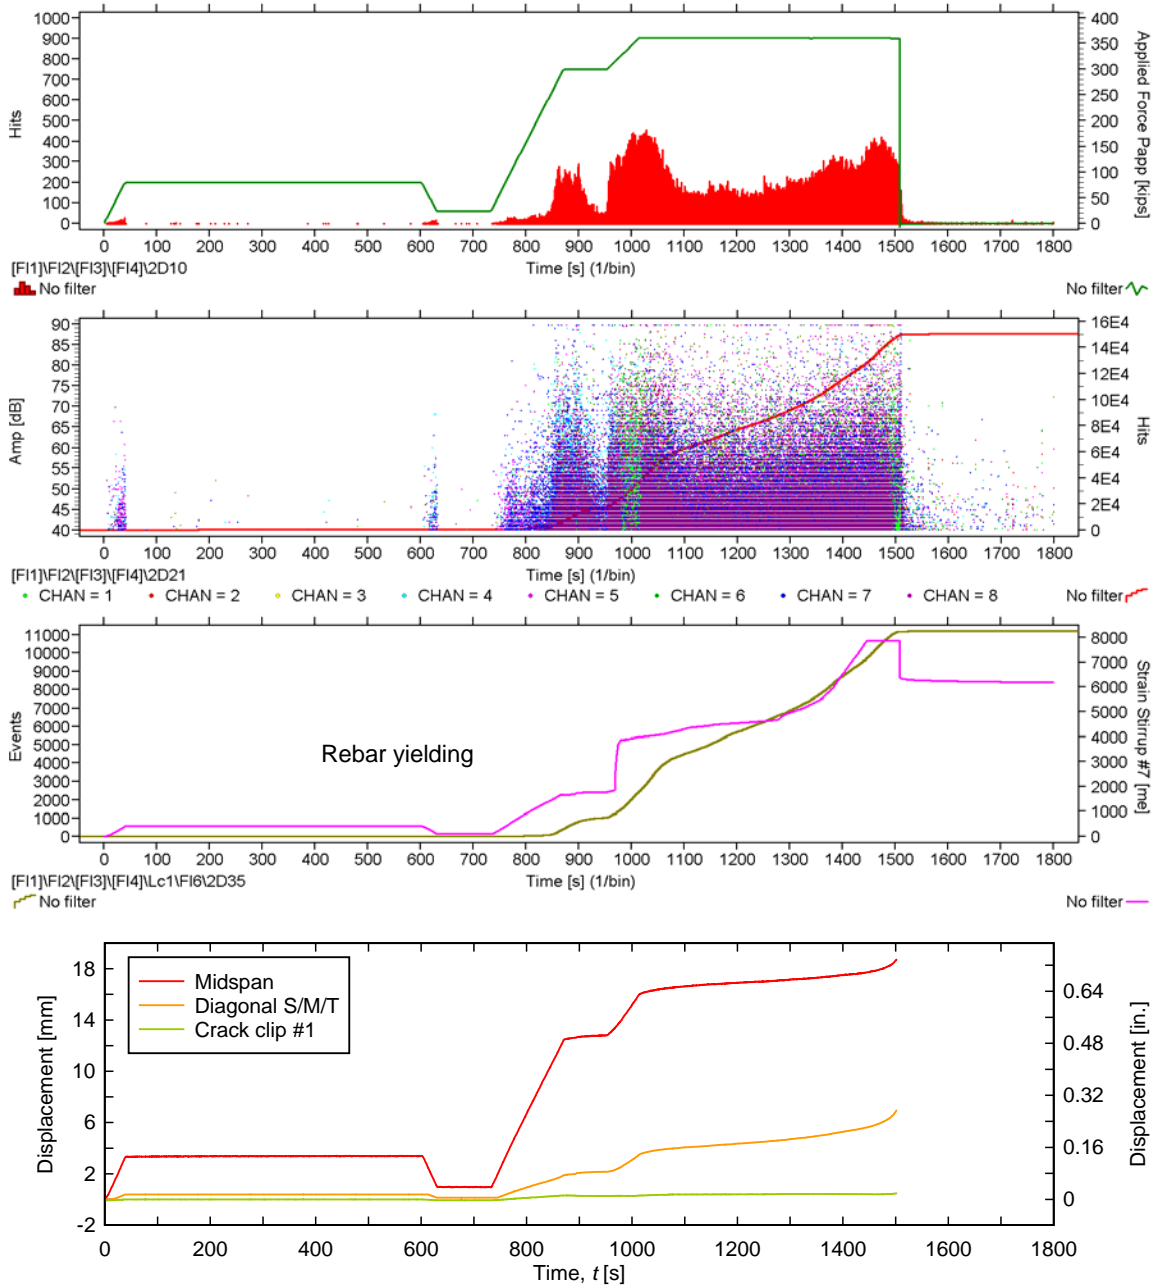 1000
900
800
700
600
500
400
300
200
100
0
Hits
400
350
300
250
200
150
100
50
0
Applied Force Papp [kips]
0 100 200 300 400 500 600 700 800 900 1000 1100 1200 1300 1400 1500 1600 1700 1800
Time [s] (1/bin)
[FI1]\FI2\[FI3]\[FI4]\2D10
No filter
No filter
90
85
80
75
70
65
60
55
50
45
40
Amp [dB]
16E4
14E4
12E4
10E4
8E4
6E4
4E4
2E4
0
Hits
0 100 200 300 400 500 600 700 800 900 1000 1100 1200 1300 1400 1500 1600 1700 1800
Time [s] (1/bin)
[FI1]\FI2\[FI3]\[FI4]\2D21
CHAN = 1 CHAN = 2 CHAN = 3 CHAN = 4 CHAN = 5 CHAN = 6 CHAN = 7 CHAN = 8 No filter
11000
10000
9000
8000
7000
6000
5000
4000
3000
2000
1000
0
Events
Rebar yielding
8000
7000
6000
5000
4000
3000
2000
1000
0
Strain Stirrup #7 [me]
0 100 200 300 400 500 600 700 800 900 1000 1100 1200 1300 1400 1500 1600 1700 1800
Time [s] (1/bin)
[FI1]\FI2\[FI3]\[FI4]\Lc1\FI6\2D35
No filter
No filter
18
14
10
6
2
-2
Displacement [mm]
Midspan
Diagonal S/M/T
Crack clip #1
0.64
0.48
0.32
0.16
0
Displacement [in.]
0 200 400 600 800 1000 1200 1400 1600 1800
Time, t [s]